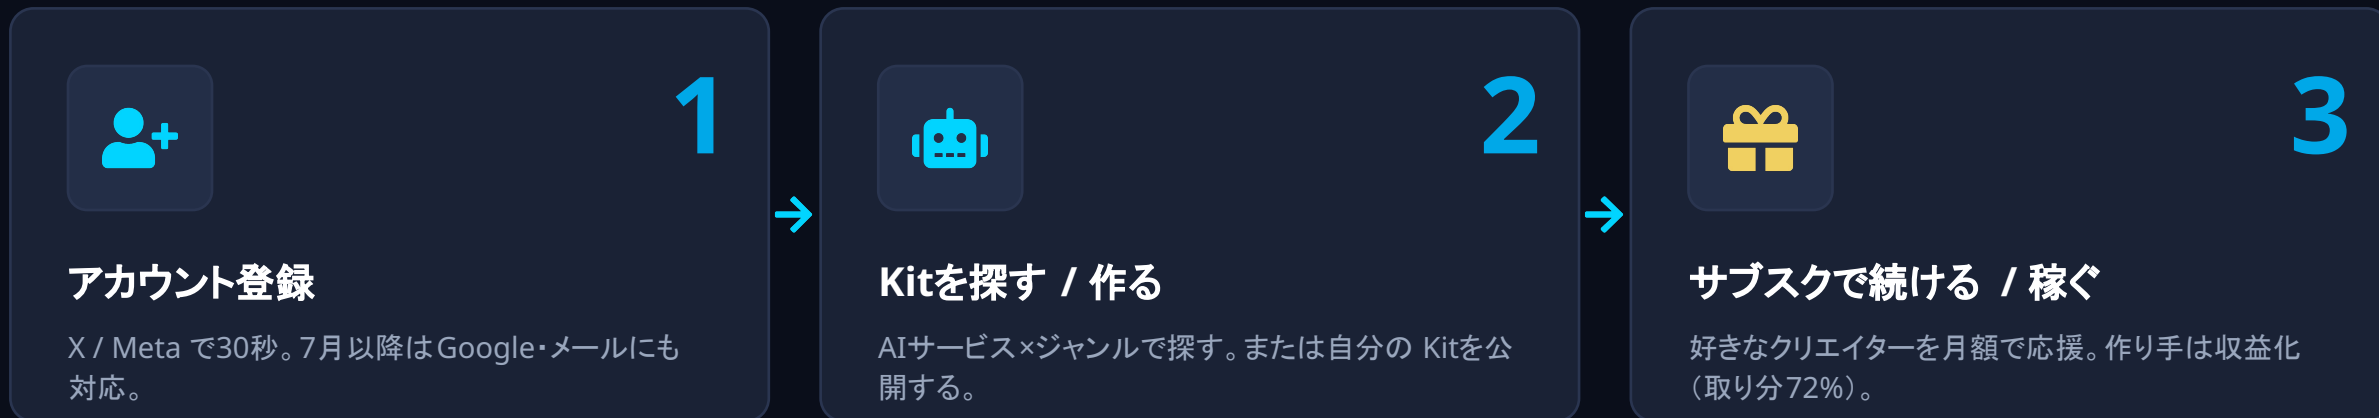 1
アカウント登録
X / Meta で30秒。7月以降はGoogle・メールにも
対応。
2
Kitを探す / 作る
AIサービス×ジャンルで探す。または自分の Kitを公
開する。
3
サブスクで続ける / 稼ぐ
好きなクリエイターを月額で応援。作り手は収益化
（取り分72%）。